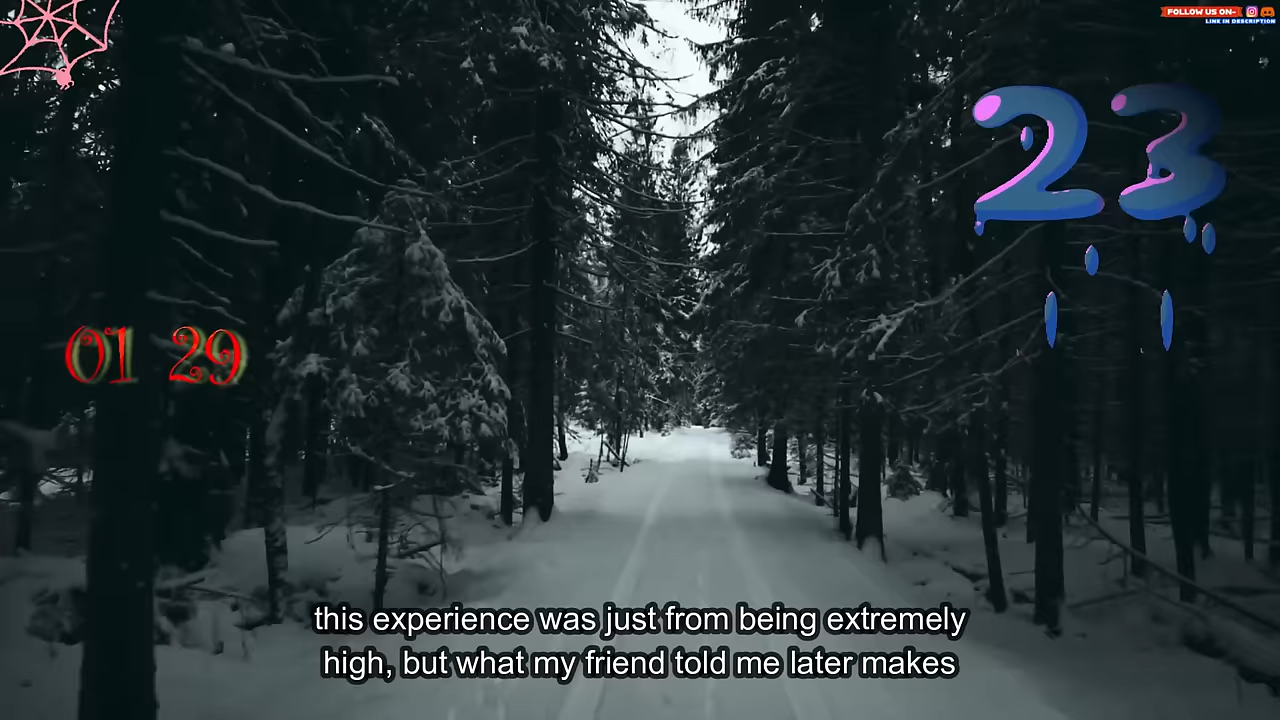 FOLLOW US ON-
LINK IN DESCRIPTION
23
01 29
this experience was just from being extremely
high, but what my friend told me later makes